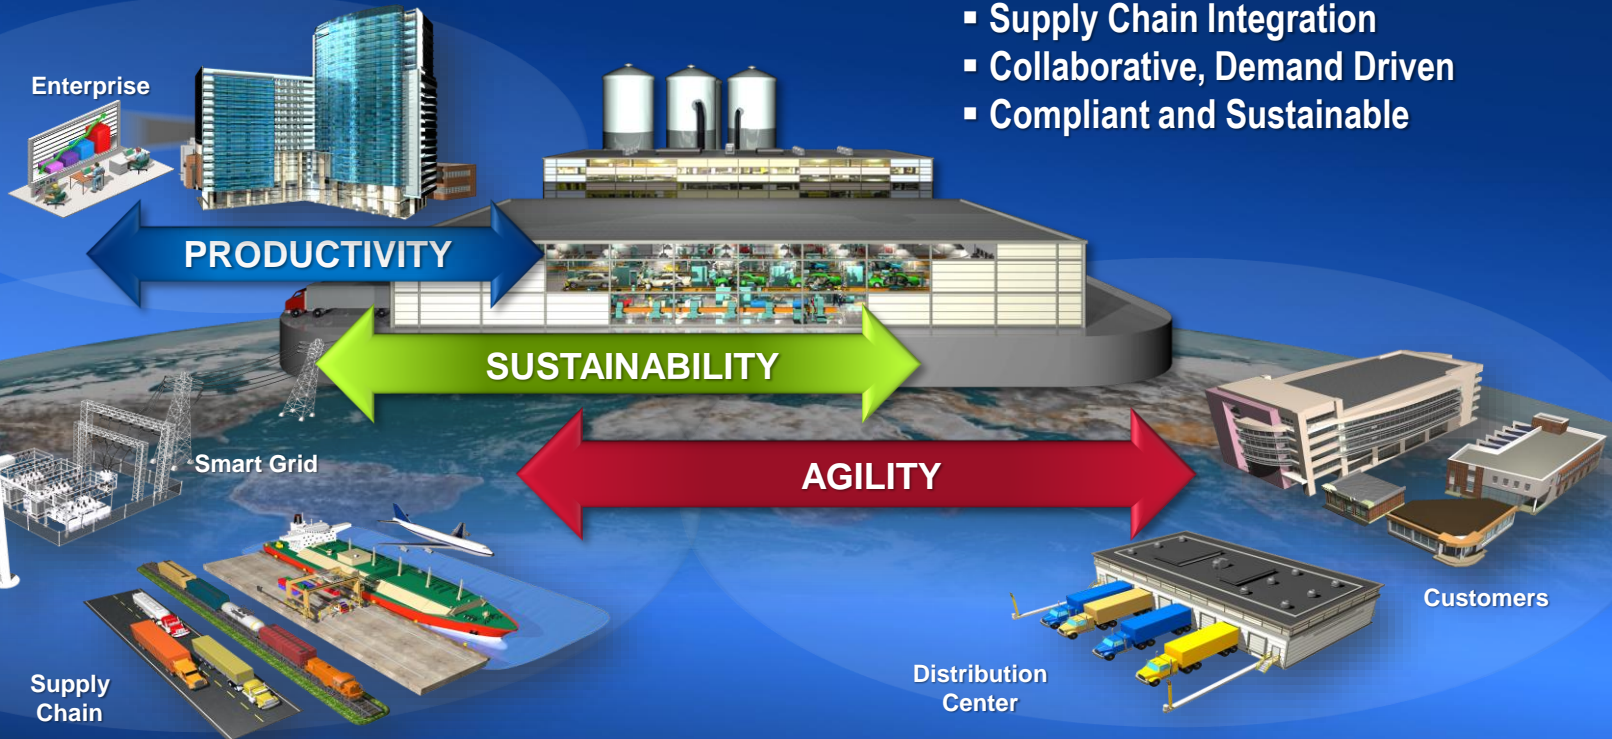 ▪ Supply Chain Integration
▪ Collaborative, Demand Driven
▪ Compliant and Sustainable
Enterprise
PRODUCTIVITY
SUSTAINABILITY
Smart Grid
AGILITY
Customers
Distribution
Center
Supply
Chain